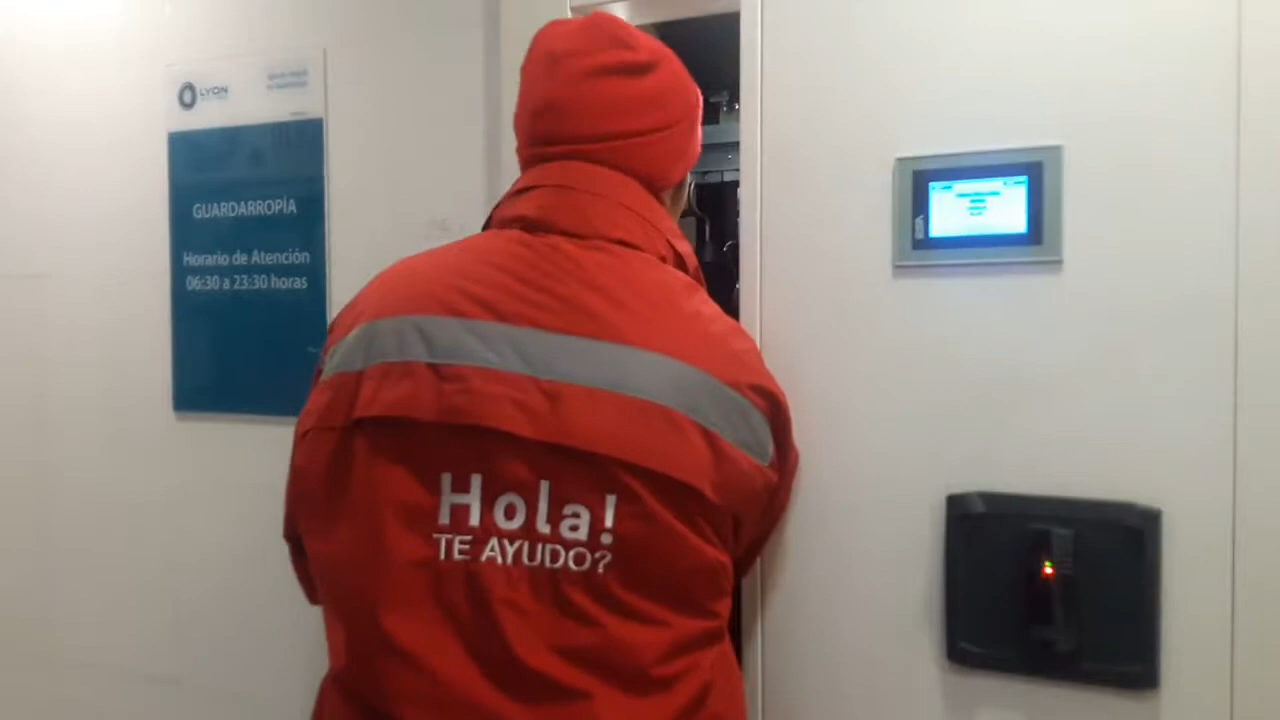 LYON
GUARDARROPÍA
Horario de Atención
06:30 a 23:30 horas
Hola!
TE AYUDO?